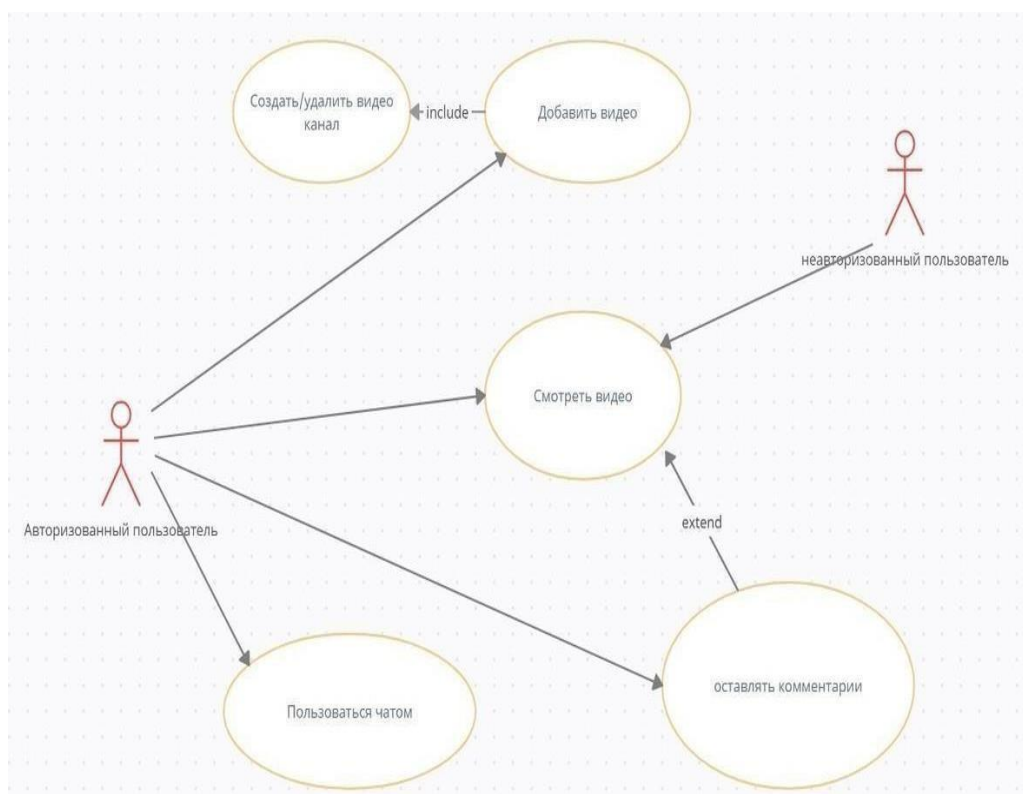 Создать/удалить видео
канал
include
Добавить видео
неавторизованный пользователь
Смотреть видео
Авторизованный пользователь
extend
Пользоваться чатом
оставлять комментарии